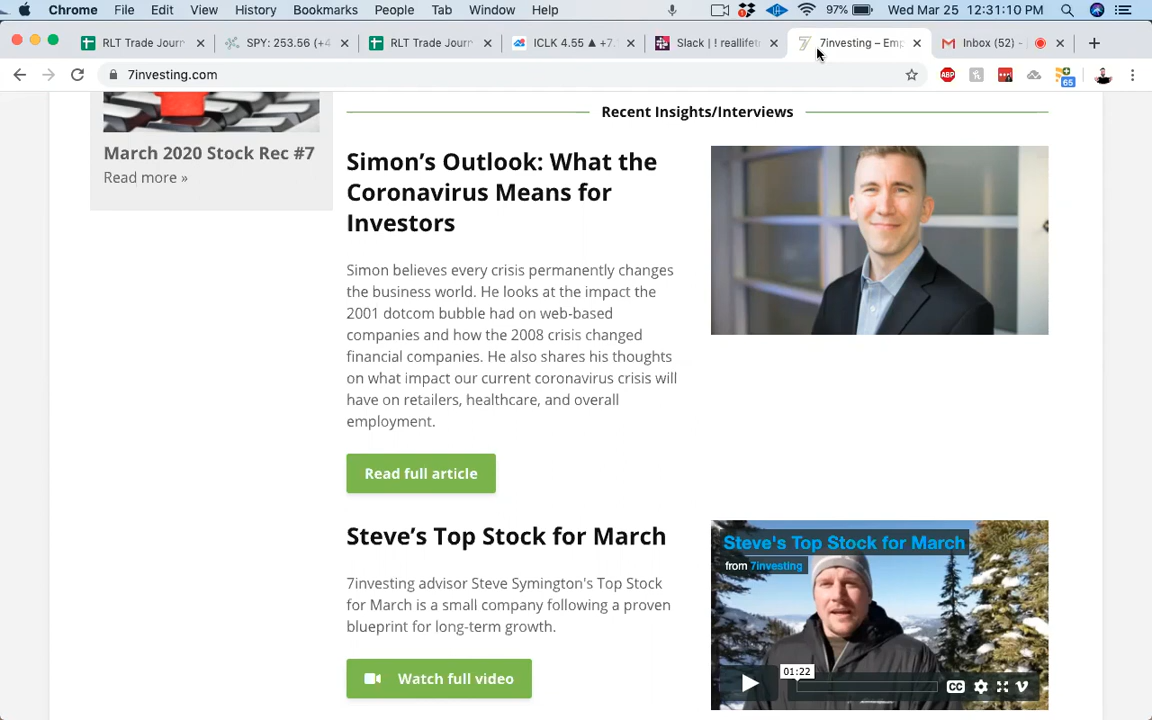 Chrome File Edit View History Bookmarks People Tab Window Help 97% Wed Mar 25 12:31:10 PM
RLT Trade Journ SPY: 253.56 (+4 RLT Trade Journ ICLK 4.55 ▲ +7. Slack | ! reallifetr 7investing – Emp Inbox (52) -
7investing.com ABP 65
Recent Insights/Interviews
March 2020 Stock Rec #7
Read more »
Simon's Outlook: What the
Coronavirus Means for
Investors
Simon believes every crisis permanently changes
the business world. He looks at the impact the
2001 dotcom bubble had on web-based
companies and how the 2008 crisis changed
financial companies. He also shares his thoughts
on what impact our current coronavirus crisis will
have on retailers, healthcare, and overall
employment.
Read full article
Steve's Top Stock for March
7investing advisor Steve Symington's Top Stock
for March is a small company following a proven
blueprint for long-term growth.
Watch full video
Steve's Top Stock for March
from 7investing
01:22
CC